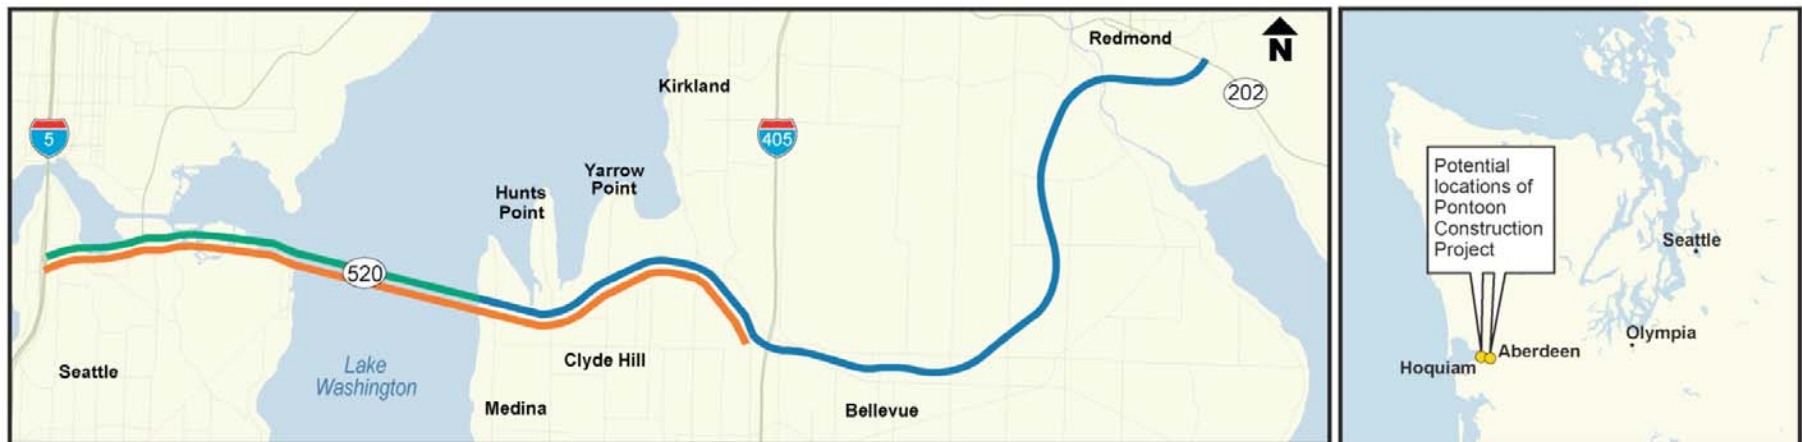 Redmond
N
Kirkland
202
5
405
Yarrow
Point
Hunts
Point
520
Seattle
Lake
Washington
Clyde Hill
Medina
Bellevue
Potential
locations of
Pontoon
Construction
Project
Seattle
Olympia
Aberdeen
Hoquiam